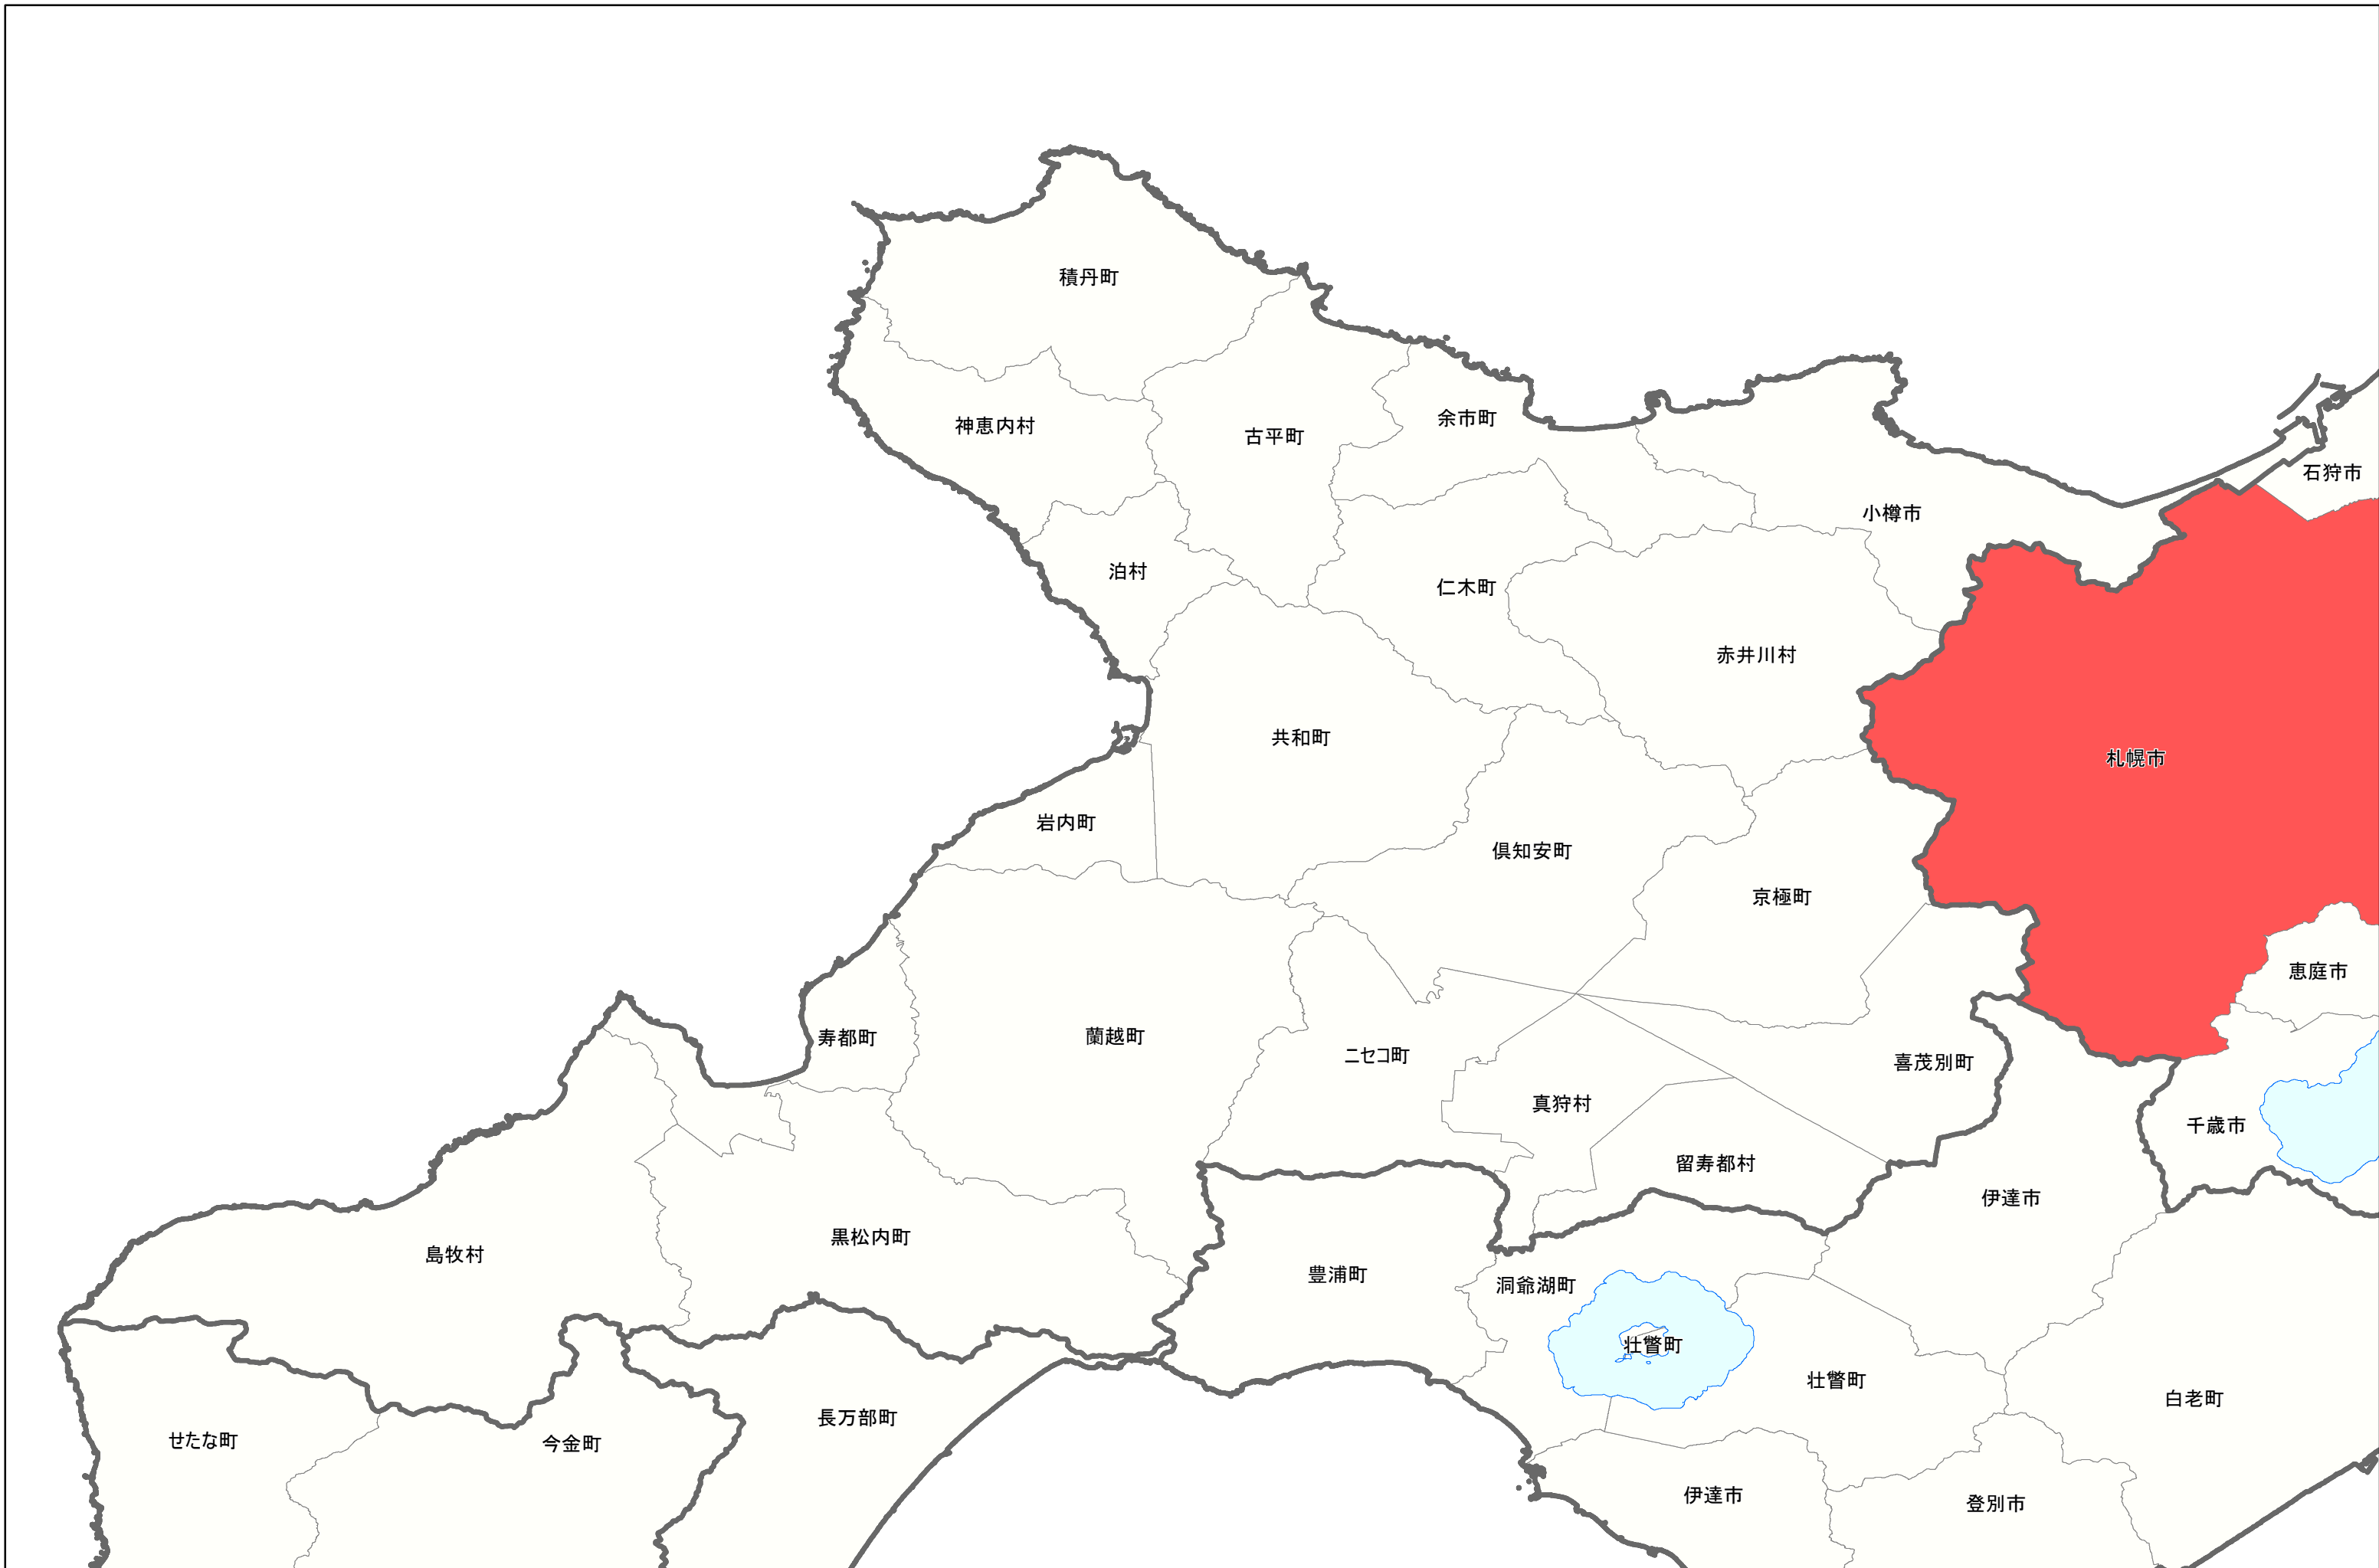 積丹町
神恵内村
古平町
余市町
石狩市
小樽市
泊村
仁木町
赤井川村
共和町
札幌市
岩内町
倶知安町
京極町
恵庭市
寿都町
蘭越町
ニセコ町
喜茂別町
真狩村
千歳市
留寿都村
伊達市
黒松内町
島牧村
豊浦町
洞爺湖町
壮瞥町
壮瞥町
白老町
長万部町
せたな町
今金町
伊達市
登別市